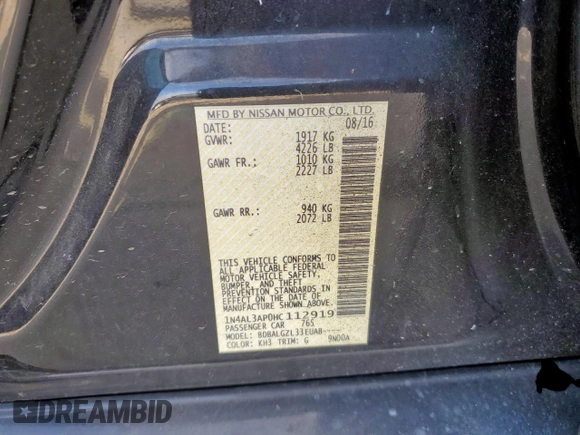 MFD BY NISSAN MOTOR CO., LTD.
DATE: 08/16
GVWR: 1917 KG
4226 LB
GAWR FR.: 1010 KG
2227 LB
GAWR RR.: 940 KG
2072 LB
THIS VEHICLE CONFORMS TO
ALL APPLICABLE FEDERAL
MOTOR VEHICLE SAFETY,
BUMPER, AND THEFT
PREVENTION STANDARDS IN
EFFECT ON THE DATE OF
MANUFACTURE SHOWN ABOVE.
1N4AL3AP0HC112919
PASSENGER CAR 765
MODEL: BDBALGZL33EUAB-----
COLOR: KH3 TRIM: G 9N00A
DREAMBID